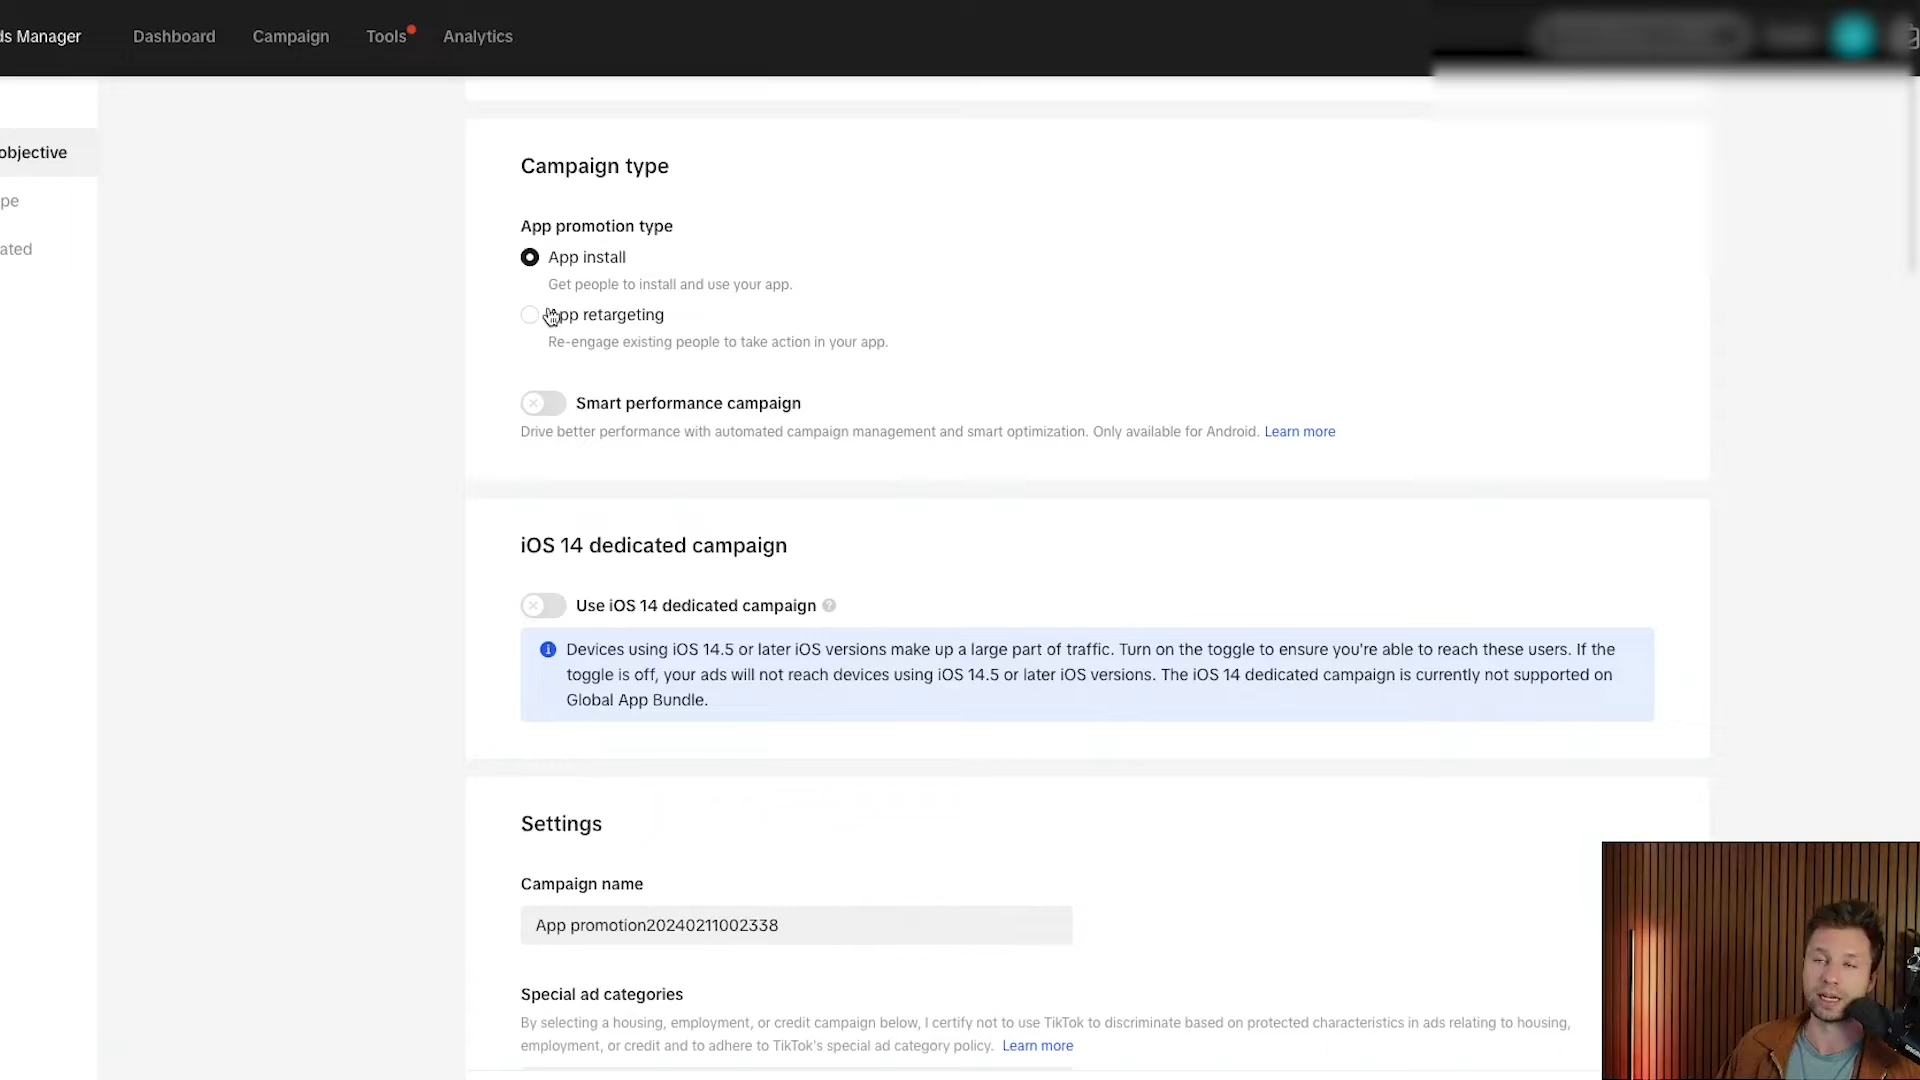 ds Manager
Dashboard
Campaign
Tools
Analytics
objective
pe
ated
Campaign type
App promotion type
App install
Get people to install and use your app.
App retargeting
Re-engage existing people to take action in your app.
Smart performance campaign
Drive better performance with automated campaign management and smart optimization. Only available for Android. Learn more
iOS 14 dedicated campaign
Use iOS 14 dedicated campaign
Devices using iOS 14.5 or later iOS versions make up a large part of traffic. Turn on the toggle to ensure you're able to reach these users. If the
toggle is off, your ads will not reach devices using iOS 14.5 or later iOS versions. The iOS 14 dedicated campaign is currently not supported on
Global App Bundle.
Settings
Campaign name
App promotion20240211002338
Special ad categories
By selecting a housing, employment, or credit campaign below, I certify not to use TikTok to discriminate based on protected characteristics in ads relating to housing,
employment, or credit and to adhere to TikTok's special ad category policy. Learn more